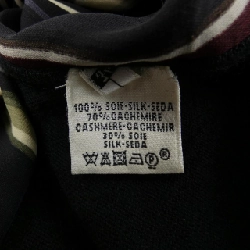 100% SOIE-SILK-SEDA
70% CACHEMIRE
CASHMERE-CACHEMIR
30% SOIE
SILK-SEDA
P